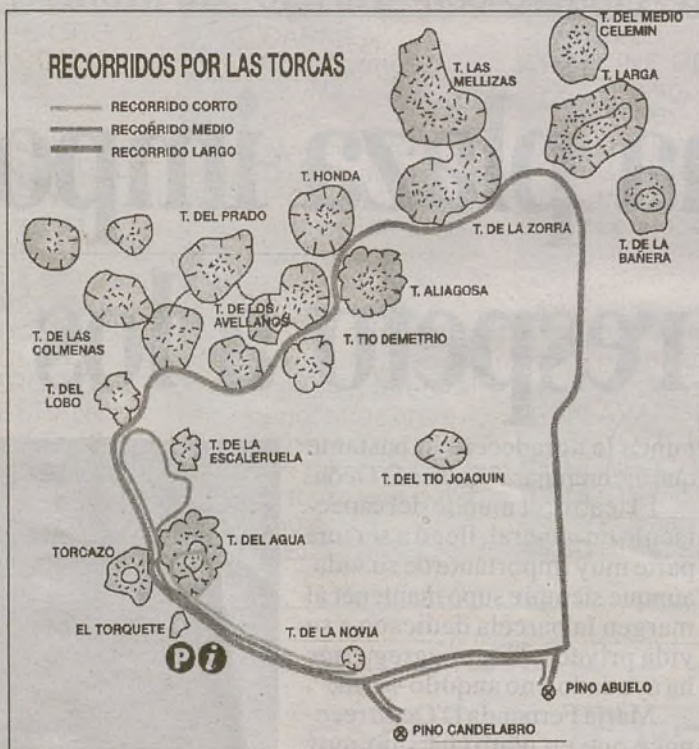 RECORRIDOS POR LAS TORCAS
RECORRIDO CORTO
RECORRIDO MEDIO
RECORRIDO LARGO
T. DEL MEDIO
CELEMIN
T. LAS
MELLIZAS
T. LARGA
T. HONDA
T. DEL PRADO
T. DE LA ZORRA
T. DE LA
BAÑERA
T. ALIAGOSA
T. DE LOS
AVELLANOS
T. DE LAS
COLMENAS
T. TIO DEMETRIO
T. DEL
LOBO
T. DE LA
ESCALERUELA
T. DEL TIO JOAQUIN
T. DEL AGUA
TORCAZO
EL TORQUETE
P i
T. DE LA NOVIA
PINO ABUELO
PINO CANDELABRO